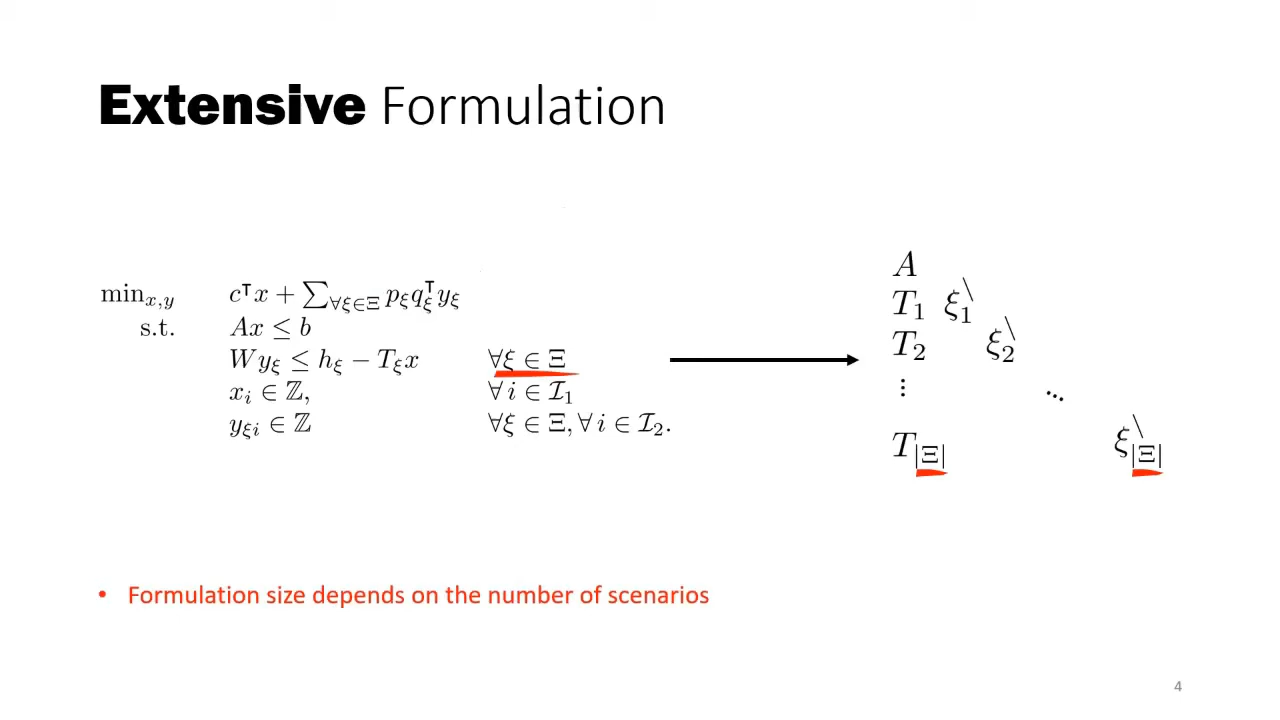 Extensive Formulation
min_{x,y} c^⊺x + ∑_{∀ξ∈Ξ} p_ξ q_ξ^⊺ y_ξ
s.t. Ax ≤ b
Wy_ξ ≤ h_ξ − T_ξ x ∀ξ ∈ Ξ
x_i ∈ ℤ, ∀ i ∈ I_1
y_{ξi} ∈ ℤ ∀ξ ∈ Ξ, ∀ i ∈ I_2.
A
T_1 ξ_1^\
T_2 ξ_2^\
⋮ ⋱
T_{|Ξ|} ξ_{|Ξ|}^\
• Formulation size depends on the number of scenarios
4